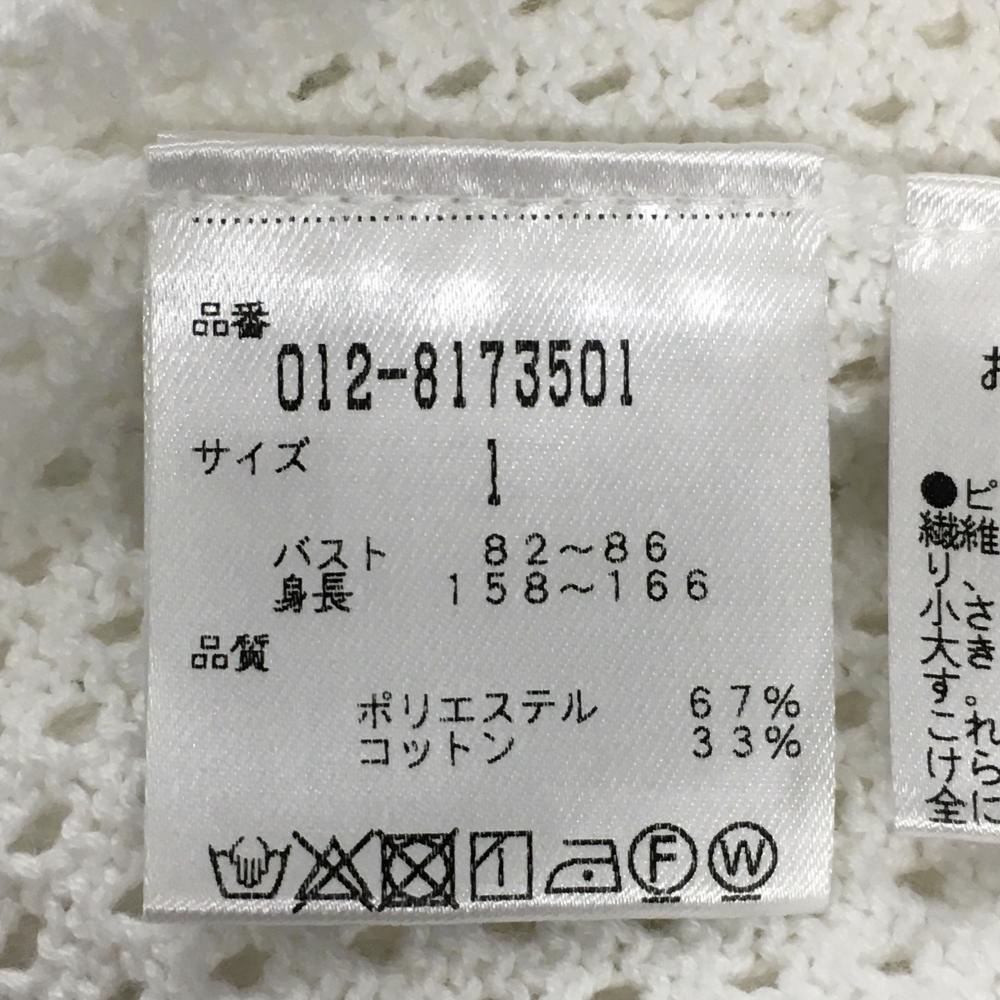 品番
012-8173501
サイズ 1
バスト 82～86
身長 158～166
品質
ポリエステル 67%
コットン 33%
F W
お
●ピ
繊維
り、さ
小さき
大
す。れ
こら
けに
全